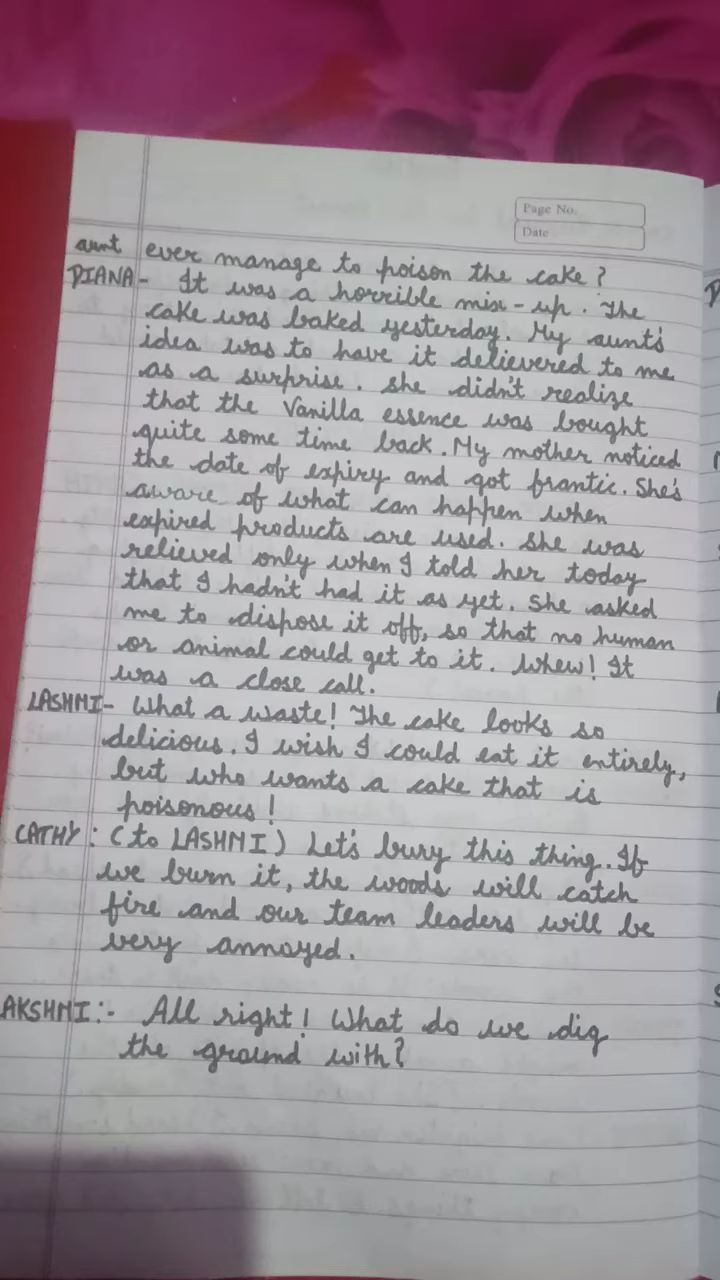 Page No.
Date
aunt ever manage to poison the cake?
DIANA- It was a horrible mix-up. The
cake was baked yesterday. My aunt's
idea was to have it delievered to me
as a surprise. she didn't realize
that the Vanilla essence was bought
quite some time back. My mother noticed
the date of expiry and got frantic. She's
aware of what can happen when
expired products are used. she was
relieved only when I told her today
that I hadn't had it as yet. She asked
me to dispose it off, so that no human
or animal could get to it. Whew! It
was a close call.
LASHMI- What a waste! The cake looks so
delicious. I wish I could eat it entirely,
but who wants a cake that is
poisonous!
CATHY: (to LASHMI) Let's bury this thing. If
we burn it, the woods will catch
fire and our team leaders will be
very annoyed.
AKSHMI:- All right! What do we dig
the ground with?